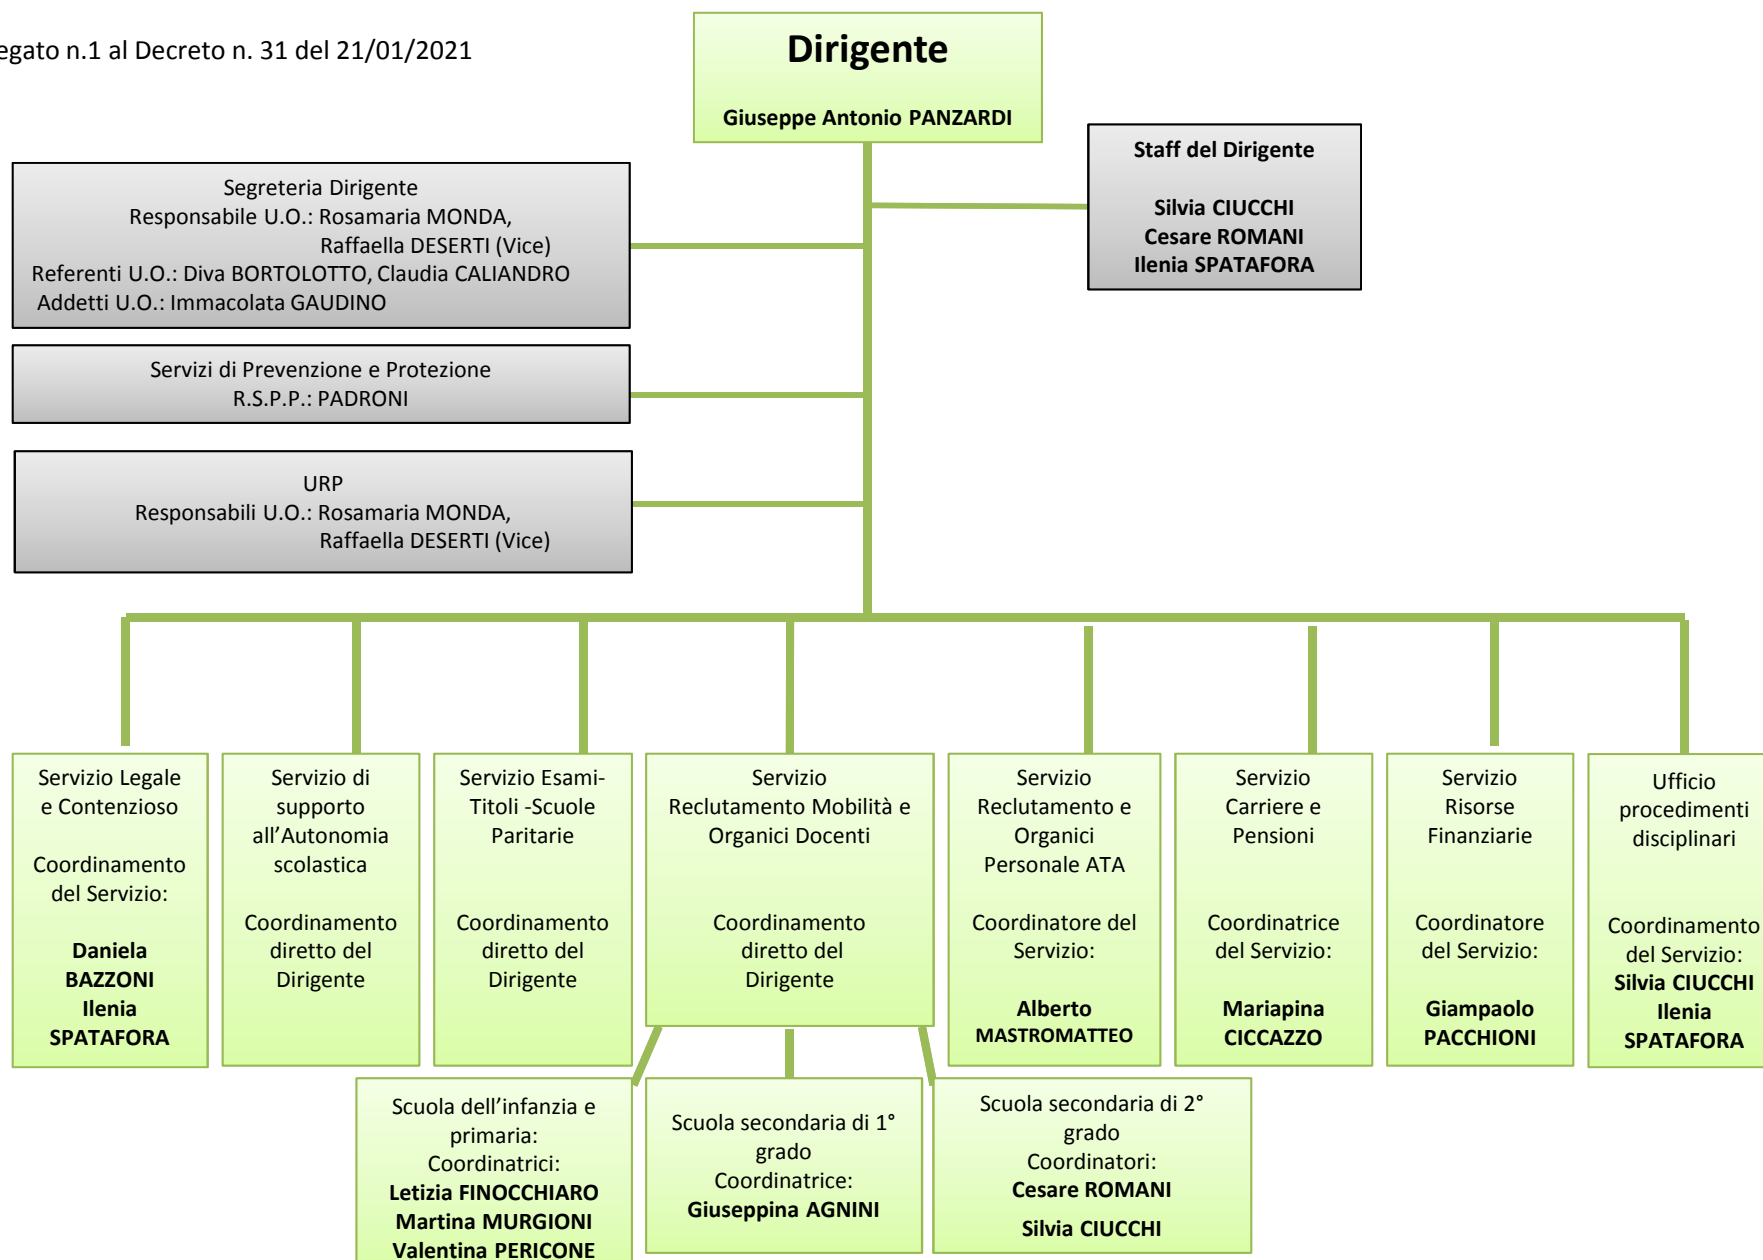 egato n.1 al Decreto n. 31 del 21/01/2021
Dirigente
Giuseppe Antonio PANZARDI
Staff del Dirigente
Silvia CIUCCHI
Cesare ROMANI
Ilenia SPATAFORA
Segreteria Dirigente
Responsabile U.O.: Rosamaria MONDA,
Raffaella DESERTI (Vice)
Referenti U.O.: Diva BORTOLOTTO, Claudia CALIANDRO
Addetti U.O.: Immacolata GAUDINO
Servizi di Prevenzione e Protezione
R.S.P.P.: PADRONI
URP
Responsabili U.O.: Rosamaria MONDA,
Raffaella DESERTI (Vice)
Servizio Legale
e Contenzioso
Coordinamento
del Servizio:
Daniela
BAZZONI
Ilenia
SPATAFORA
Servizio di
supporto
all’Autonomia
scolastica
Coordinamento
diretto del
Dirigente
Servizio Esami-
Titoli -Scuole
Paritarie
Coordinamento
diretto del
Dirigente
Servizio
Reclutamento Mobilità e
Organici Docenti
Coordinamento
diretto del
Dirigente
Servizio
Reclutamento e
Organici
Personale ATA
Coordinatore del
Servizio:
Alberto
MASTROMATTEO
Servizio
Carriere e
Pensioni
Coordinatrice
del Servizio:
Mariapina
CICCAZZO
Servizio
Risorse
Finanziarie
Coordinatore
del Servizio:
Giampaolo
PACCHIONI
Ufficio
procedimenti
disciplinari
Coordinamento
del Servizio:
Silvia CIUCCHI
Ilenia
SPATAFORA
Scuola dell’infanzia e
primaria:
Coordinatrici:
Letizia FINOCCHIARO
Martina MURGIONI
Valentina PERICONE
Scuola secondaria di 1°
grado
Coordinatrice:
Giuseppina AGNINI
Scuola secondaria di 2°
grado
Coordinatori:
Cesare ROMANI
Silvia CIUCCHI